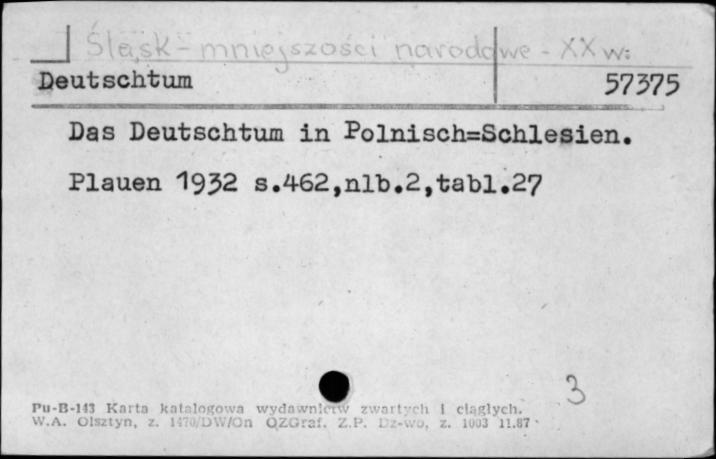 Śląsk - mniejszości narodowe - XX w:
Deutschtum 57375
Das Deutschtum in Polnisch=Schlesien.
Plauen 1932 s.462,nlb.2,tabl.27
3
Pu-B-143 Karta katalogowa wydawnictw zwartych i ciągłych.
W.A. Olsztyn, z. 1470/DW/On OZGraf. Z.P. Dz-wo, z. 1003 11.87